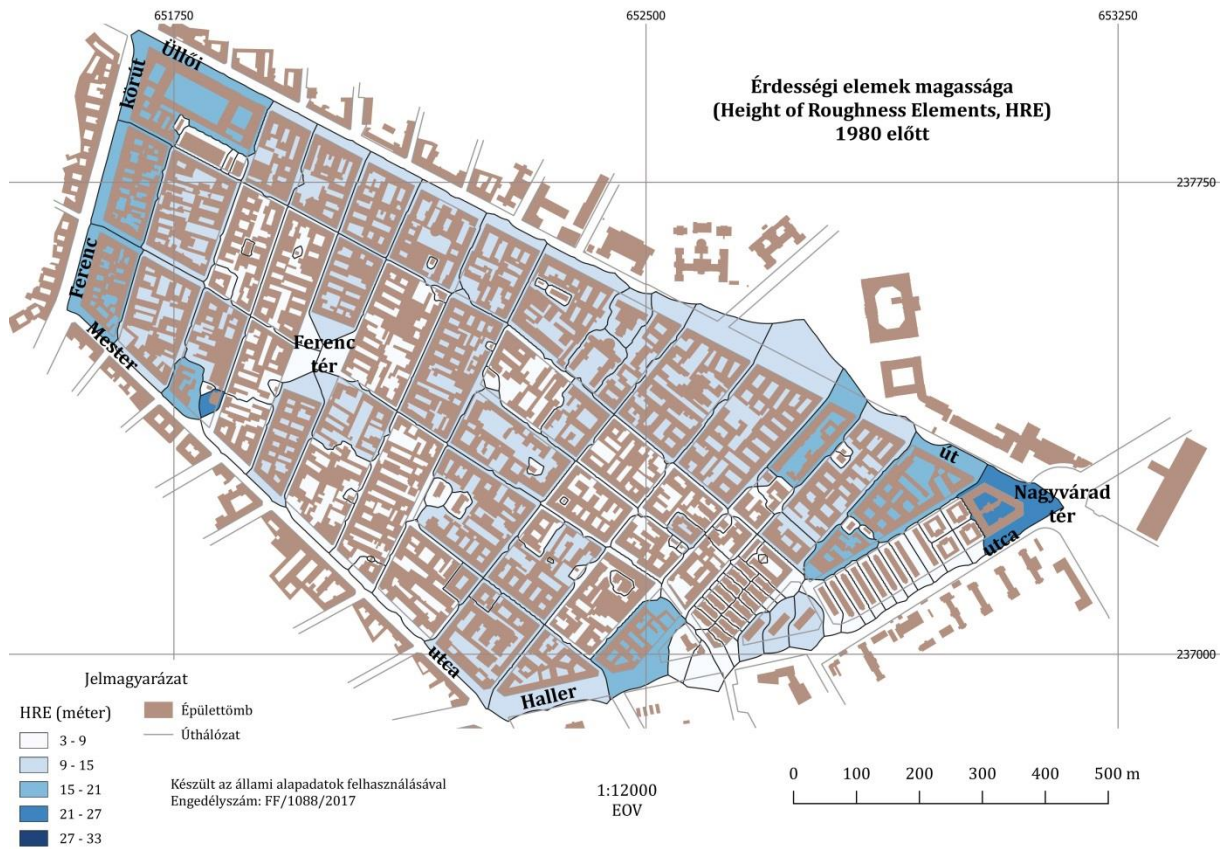 651750
652500
653250
Üllői
körút
Érdességi elemek magassága
(Height of Roughness Elements, HRE)
1980 előtt
237750
Ferenc
Mester
Ferenc
tér
út
Nagyvárad
tér
utca
237000
utca
Haller
Jelmagyarázat
HRE (méter)
3 - 9
9 - 15
15 - 21
21 - 27
27 - 33
Épülettömb
Úthálózat
Készült az állami alapadatok felhasználásával
Engedélyszám: FF/1088/2017
1:12000
EOV
0 100 200 300 400 500 m